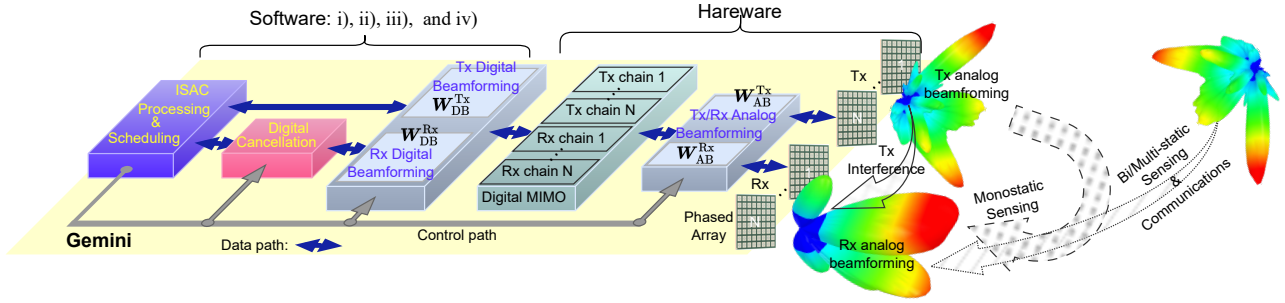 Software: i), ii), iii), and iv)
Hareware
ISAC
Processing
&
Scheduling
Digital
Cancellation
Tx Digital
Beamforming
W_DB^Tx
W_DB^Rx
Rx Digital
Beamforming
Tx chain 1
Tx chain N
Rx chain 1
Rx chain N
Digital MIMO
W_AB^Tx
Tx/Rx Analog
Beamforming
W_AB^Rx
Tx
N
Rx
N
Phased
Array
Tx analog
beamfroming
Tx
Interference
Rx analog
beamforming
Monostatic
Sensing
Bi/Multi-static
Sensing
&
Communications
Gemini
Data path:
Control path